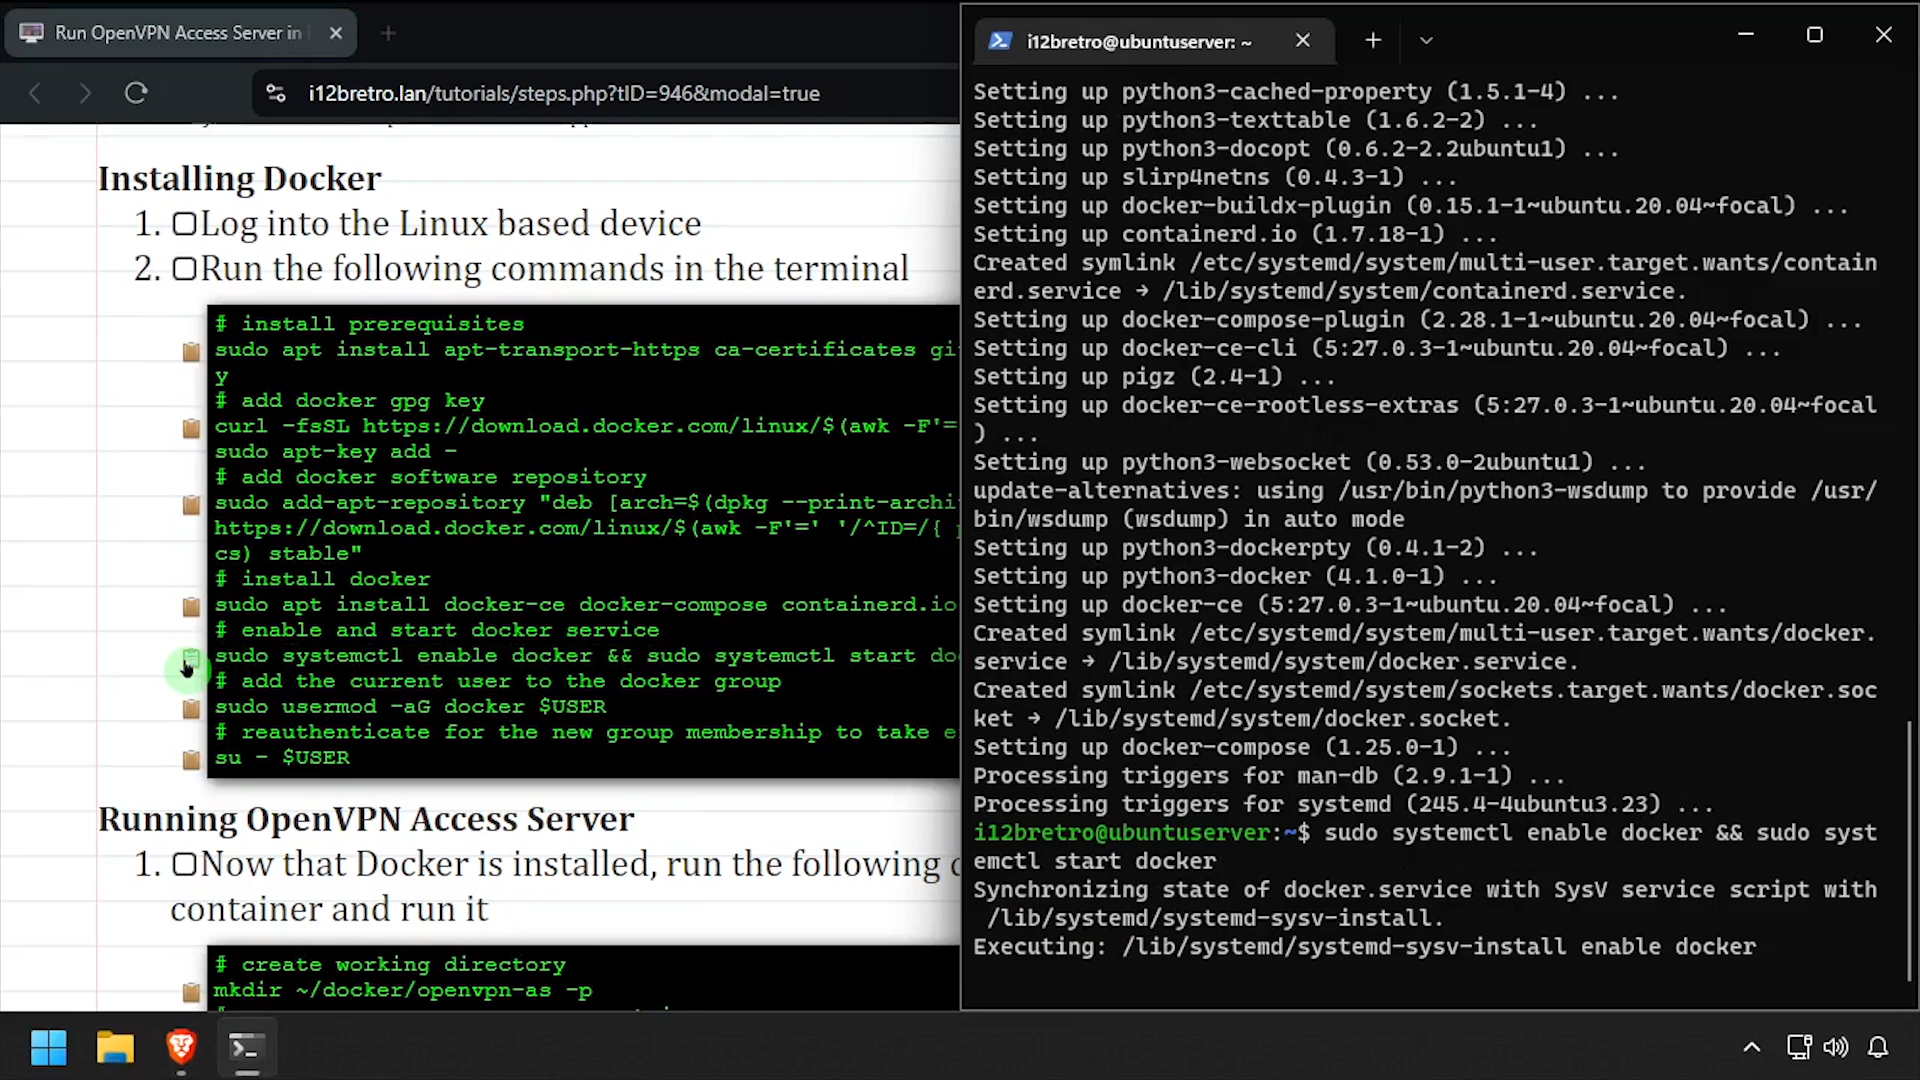 Run OpenVPN Access Server in
i12bretro.lan/tutorials/steps.php?tID=946&modal=true
Installing Docker
1. Log into the Linux based device
2. Run the following commands in the terminal
# install prerequisites
sudo apt install apt-transport-https ca-certificates gi
y
# add docker gpg key
curl -fsSL https://download.docker.com/linux/$(awk -F'=
sudo apt-key add -
# add docker software repository
sudo add-apt-repository "deb [arch=$(dpkg --print-archi
https://download.docker.com/linux/$(awk -F'=' '/^ID=/{ p
cs) stable"
# install docker
sudo apt install docker-ce docker-compose containerd.io
# enable and start docker service
sudo systemctl enable docker && sudo systemctl start do
# add the current user to the docker group
sudo usermod -aG docker $USER
# reauthenticate for the new group membership to take e
su - $USER
Running OpenVPN Access Server
1. Now that Docker is installed, run the following c
container and run it
# create working directory
mkdir ~/docker/openvpn-as -p
i12bretro@ubuntuserver: ~
Setting up python3-cached-property (1.5.1-4) ...
Setting up python3-texttable (1.6.2-2) ...
Setting up python3-docopt (0.6.2-2.2ubuntu1) ...
Setting up slirp4netns (0.4.3-1) ...
Setting up docker-buildx-plugin (0.15.1-1~ubuntu.20.04~focal) ...
Setting up containerd.io (1.7.18-1) ...
Created symlink /etc/systemd/system/multi-user.target.wants/contain
erd.service → /lib/systemd/system/containerd.service.
Setting up docker-compose-plugin (2.28.1-1~ubuntu.20.04~focal) ...
Setting up docker-ce-cli (5:27.0.3-1~ubuntu.20.04~focal) ...
Setting up pigz (2.4-1) ...
Setting up docker-ce-rootless-extras (5:27.0.3-1~ubuntu.20.04~focal
) ...
Setting up python3-websocket (0.53.0-2ubuntu1) ...
update-alternatives: using /usr/bin/python3-wsdump to provide /usr/
bin/wsdump (wsdump) in auto mode
Setting up python3-dockerpty (0.4.1-2) ...
Setting up python3-docker (4.1.0-1) ...
Setting up docker-ce (5:27.0.3-1~ubuntu.20.04~focal) ...
Created symlink /etc/systemd/system/multi-user.target.wants/docker.
service → /lib/systemd/system/docker.service.
Created symlink /etc/systemd/system/sockets.target.wants/docker.soc
ket → /lib/systemd/system/docker.socket.
Setting up docker-compose (1.25.0-1) ...
Processing triggers for man-db (2.9.1-1) ...
Processing triggers for systemd (245.4-4ubuntu3.23) ...
i12bretro@ubuntuserver:~$ sudo systemctl enable docker && sudo syst
emctl start docker
Synchronizing state of docker.service with SysV service script with
 /lib/systemd/systemd-sysv-install.
Executing: /lib/systemd/systemd-sysv-install enable docker